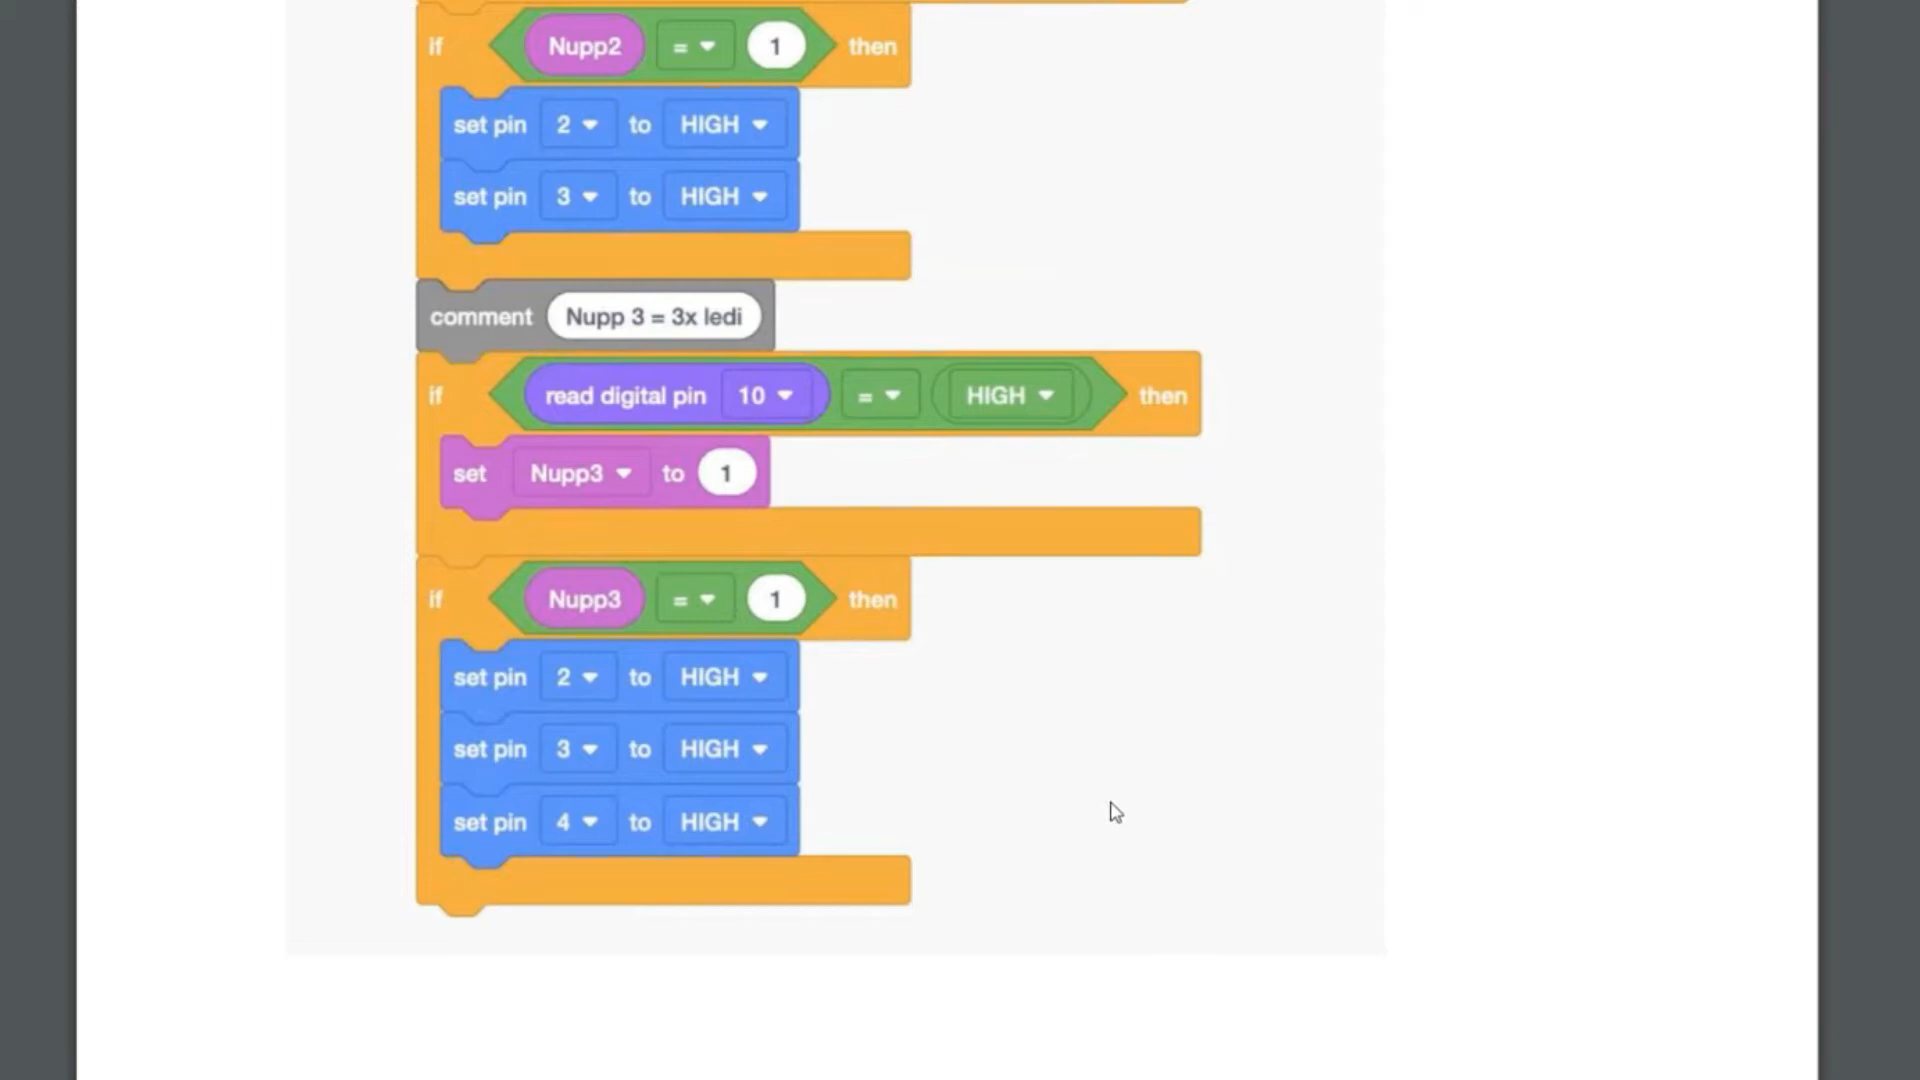 if Nupp2 = 1 then
set pin 2 to HIGH
set pin 3 to HIGH
comment Nupp 3 = 3x ledi
if read digital pin 10 = HIGH then
set Nupp3 to 1
if Nupp3 = 1 then
set pin 2 to HIGH
set pin 3 to HIGH
set pin 4 to HIGH